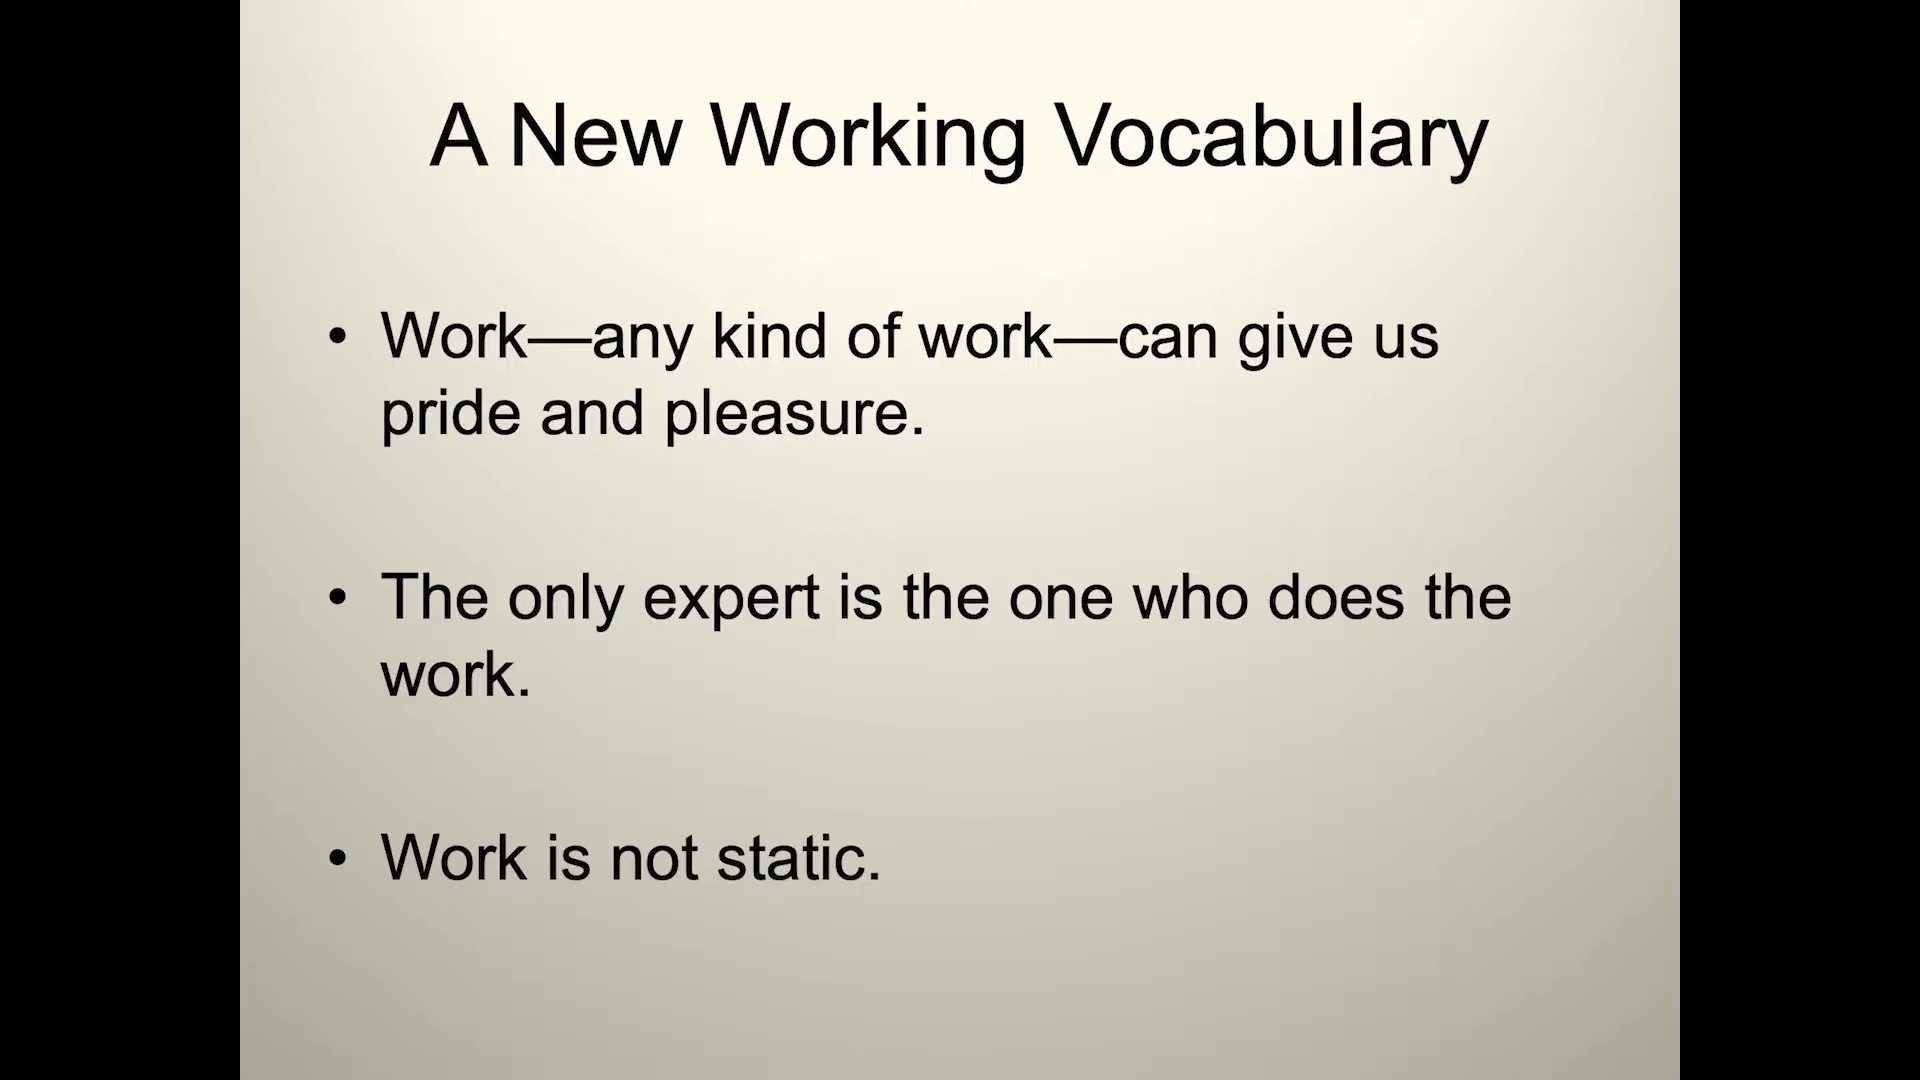 A New Working Vocabulary
• Work—any kind of work—can give us
pride and pleasure.
• The only expert is the one who does the
work.
• Work is not static.